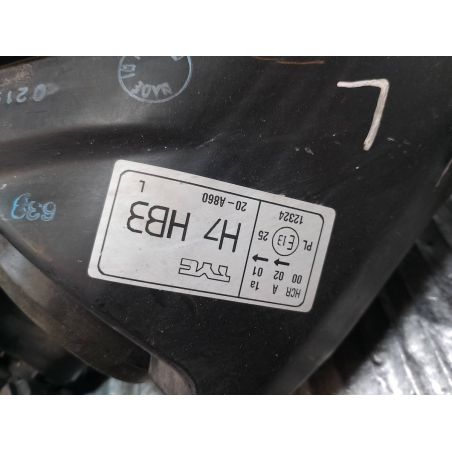 HCR A 1a
00 02 01
← ←
PL E13 25
12324
TYC
H7 HB3
20-A860
L
L